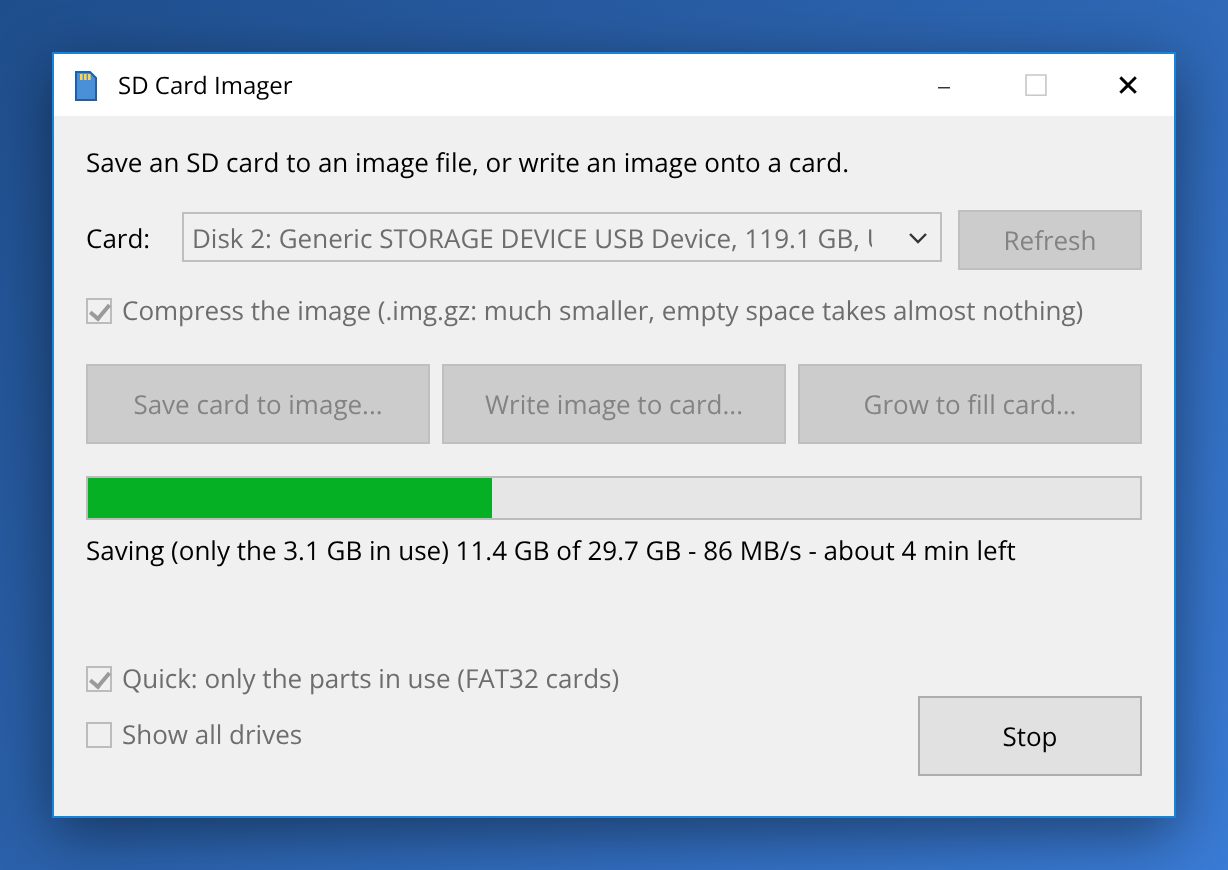 SD Card Imager
Save an SD card to an image file, or write an image onto a card.
Card: Disk 2: Generic STORAGE DEVICE USB Device, 119.1 GB, Refresh
Compress the image (.img.gz: much smaller, empty space takes almost nothing)
Save card to image... Write image to card... Grow to fill card...
Saving (only the 3.1 GB in use) 11.4 GB of 29.7 GB - 86 MB/s - about 4 min left
Quick: only the parts in use (FAT32 cards)
Show all drives
Stop